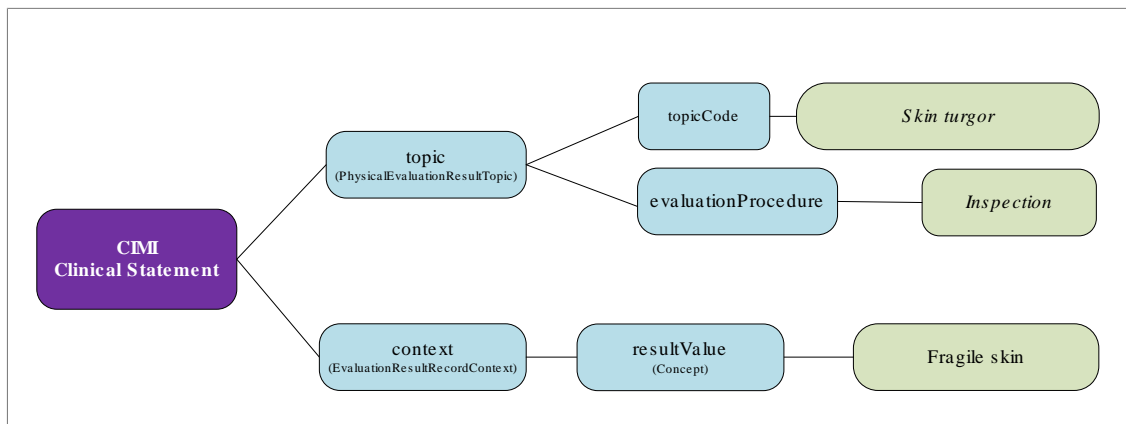 topicCode
Skin turgor
topic
(PhysicalEvaluationResultTopic)
evaluationProcedure
Inspection
CIMI
Clinical Statement
context
(EvaluationResultRecordContext)
resultValue
(Concept)
Fragile skin